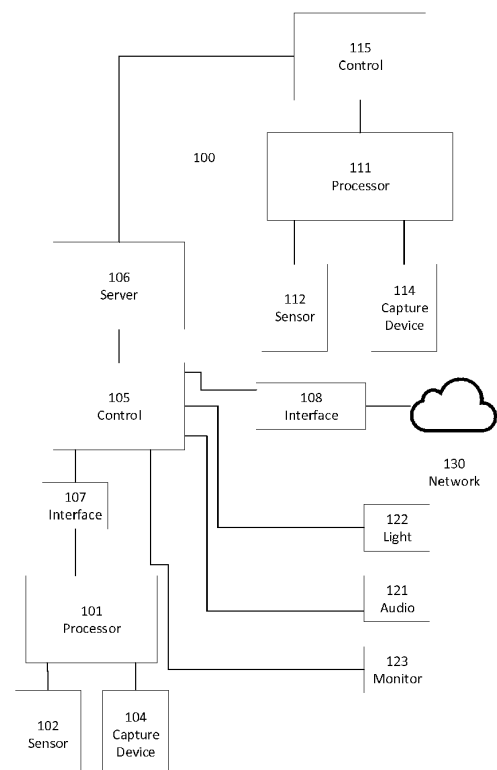 115
Control
100
111
Processor
106
Server
112
Sensor
114
Capture
Device
105
Control
108
Interface
130
Network
107
Interface
122
Light
101
Processor
121
Audio
123
Monitor
102
Sensor
104
Capture
Device